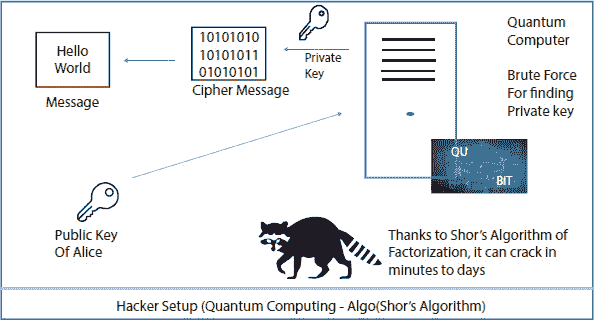 Hello
World
Message
10101010
10101011
01010101
Cipher Message
Private
Key
Quantum
Computer
Brute Force
For finding
Private key
QU
BIT
Public Key
Of Alice
Thanks to Shor's Algorithm of
Factorization, it can crack in
minutes to days
Hacker Setup (Quantum Computing - Algo(Shor's Algorithm)